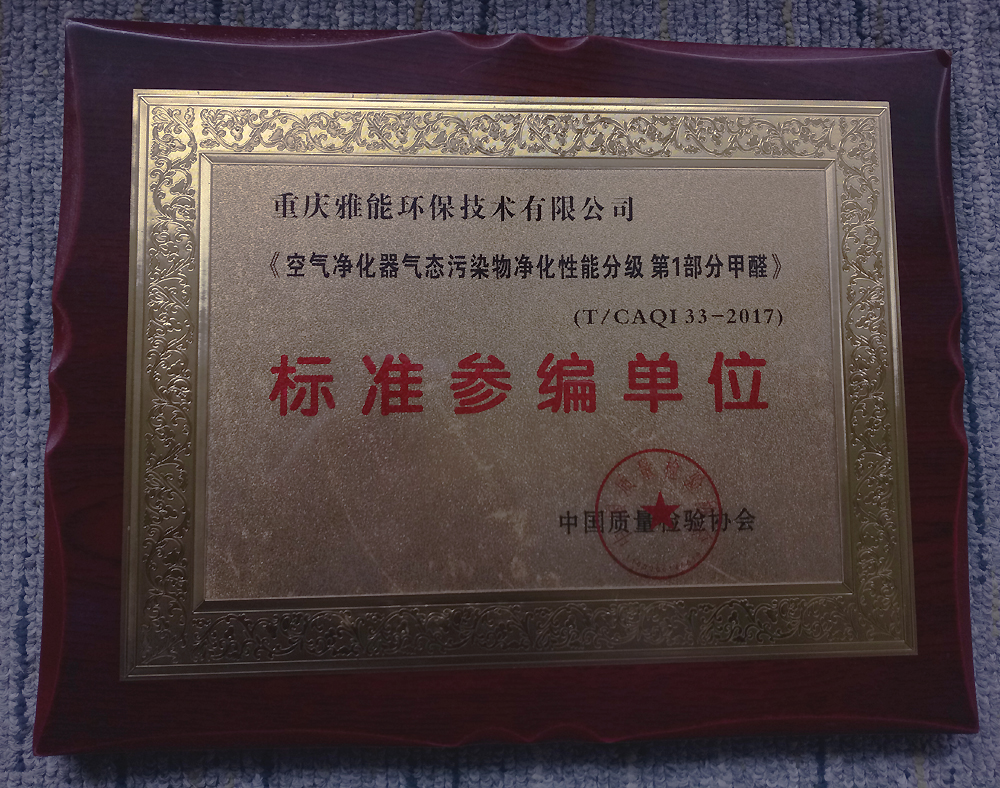 重庆雅能环保技术有限公司
《空气净化器气态污染物净化性能分级 第1部分甲醛》
(T/CAQI 33-2017)
标准参编单位
中国质量检验协会